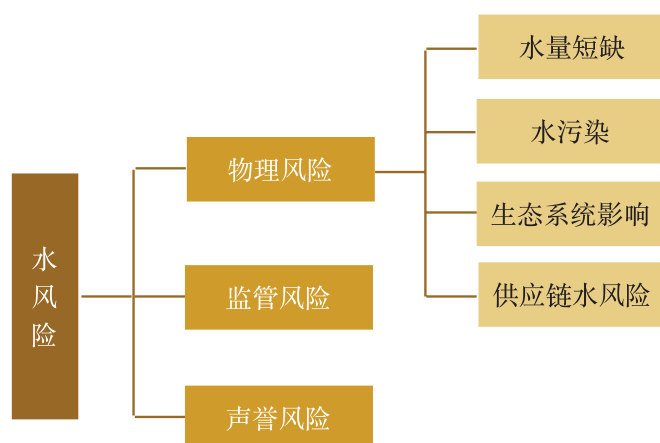 水风险
物理风险
监管风险
声誉风险
水量短缺
水污染
生态系统影响
供应链水风险